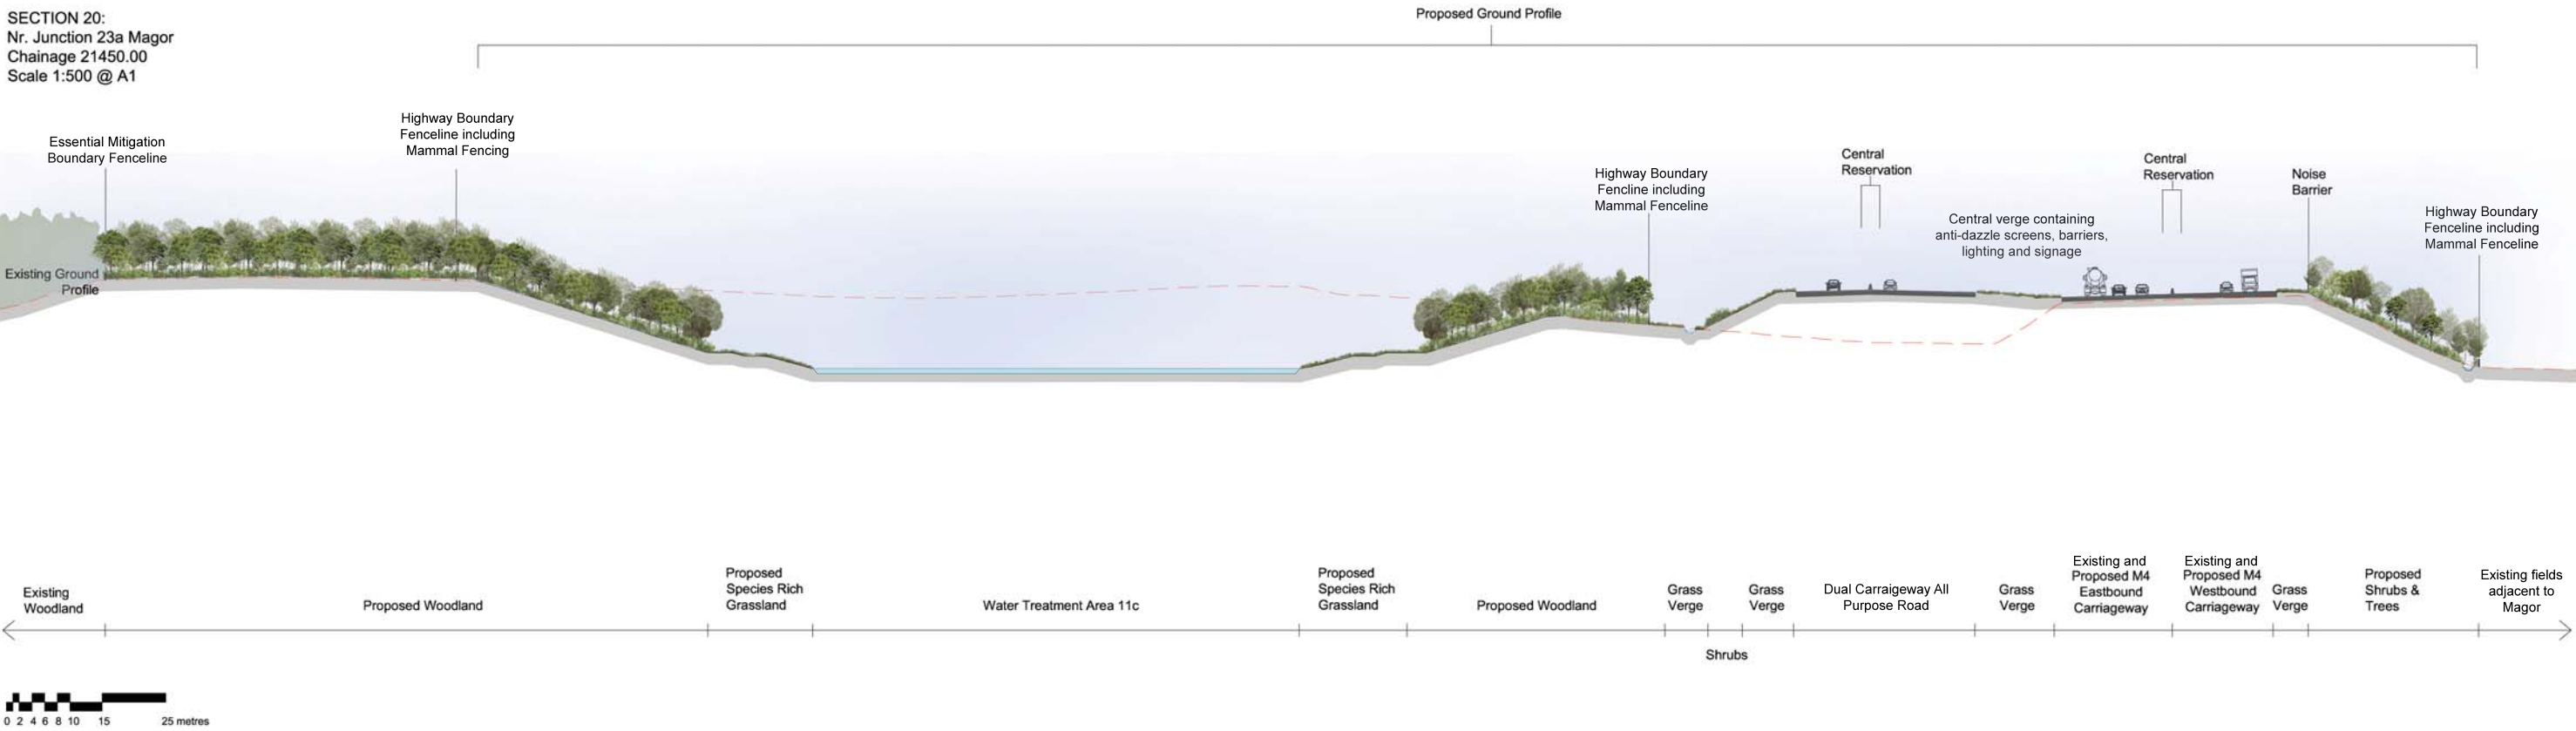 SECTION 20:
Nr. Junction 23a Magor
Chainage 21450.00
Scale 1:500 @ A1
Proposed Ground Profile
Essential Mitigation
Boundary Fenceline
Highway Boundary
Fenceline including
Mammal Fencing
Highway Boundary
Fencline including
Mammal Fenceline
Central
Reservation
Central verge containing
anti-dazzle screens, barriers,
lighting and signage
Central
Reservation
Noise
Barrier
Highway Boundary
Fenceline including
Mammal Fenceline
Existing Ground
Profile
Existing
Woodland
Proposed Woodland
Proposed
Species Rich
Grassland
Water Treatment Area 11c
Proposed
Species Rich
Grassland
Proposed Woodland
Grass
Verge
Shrubs
Grass
Verge
Dual Carraigeway All
Purpose Road
Grass
Verge
Existing and
Proposed M4
Eastbound
Carriageway
Existing and
Proposed M4
Westbound
Carriageway
Grass
Verge
Proposed
Shrubs &
Trees
Existing fields
adjacent to
Magor
0 2 4 6 8 10 15 25 metres